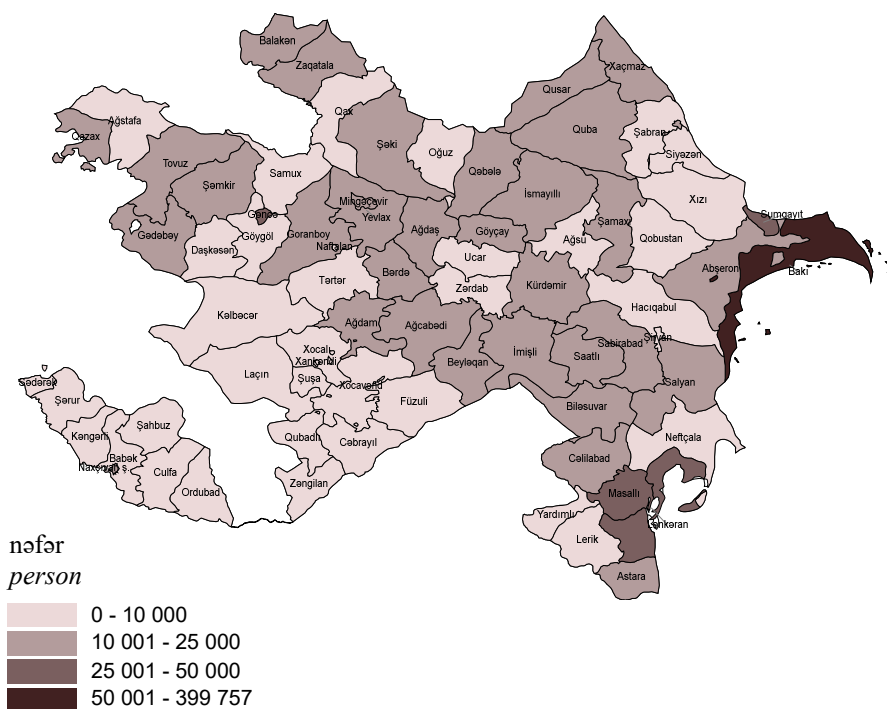 Balakən
Zaqatala
Xaçmaz
Qusar
Qax
Ağstafa
Quba
Şabran
Qazax
Şəki
Oğuz
Siyəzən
Tovuz
Qəbələ
Samux
Şəmkir
İsmayıllı
Xızı
Mingəçevir
Gəncə
Yevlax
Sumqayıt
Şamaxı
Ağdaş
Göyçay
Gədəbəy
Göygöl
Goranboy
Ağsu
Qobustan
Daşkəsən
Naftalan
Ucar
Abşeron
Bakı
Bərdə
Tərtər
Zərdab
Kürdəmir
Hacıqabul
Kəlbəcər
Ağdam
Ağcabədi
Şirvan
Sabirabad
Xocalı
İmişli
Saatlı
Xankəndi
Beyləqan
Laçın
Şuşa
Xocavənd
Salyan
Sədərək
Şərur
Füzuli
Biləsuvar
Şahbuz
Kəngərli
Qubadlı
Cəbrayıl
Neftçala
Babək
Cəlilabad
Naxçıvan ş.
Culfa
Zəngilan
Ordubad
Masallı
Yardımlı
Lənkəran
Lerik
Astara
nəfər
person
0 - 10 000
10 001 - 25 000
25 001 - 50 000
50 001 - 399 757